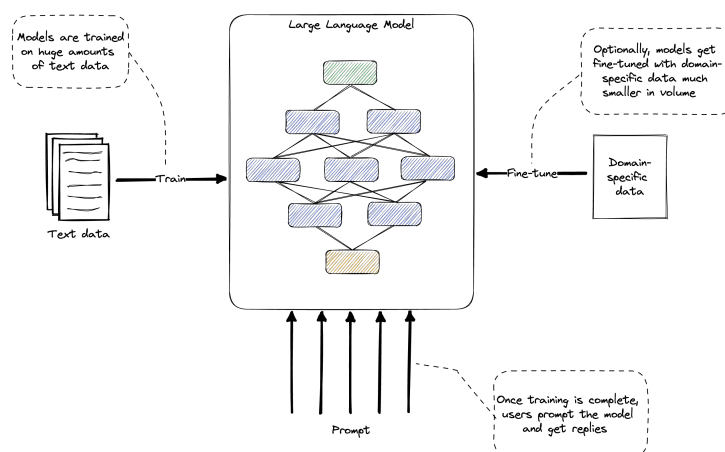 Large Language Model
Models are trained
on huge amounts
of text data
Optionally, models get
fine-tuned with domain-
specific data much
smaller in volume
Train
Fine-tune
Domain-
specific
data
Text data
Once training is complete,
users prompt the model
and get replies
Prompt